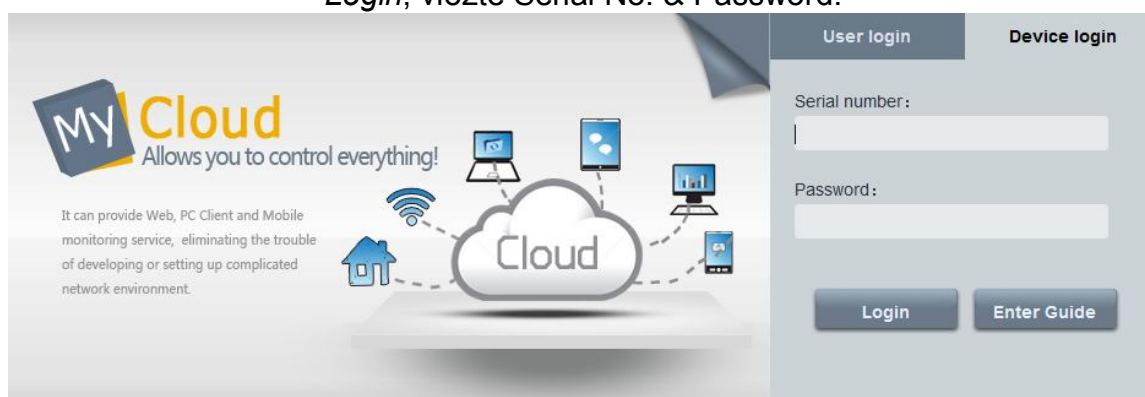 Login, vložte Serial No. & Password.
User login
Device login
My Cloud
Allows you to control everything!
It can provide Web, PC Client and Mobile
monitoring service, eliminating the trouble
of developing or setting up complicated
network environment.
Cloud
Serial number:
Password:
Login
Enter Guide